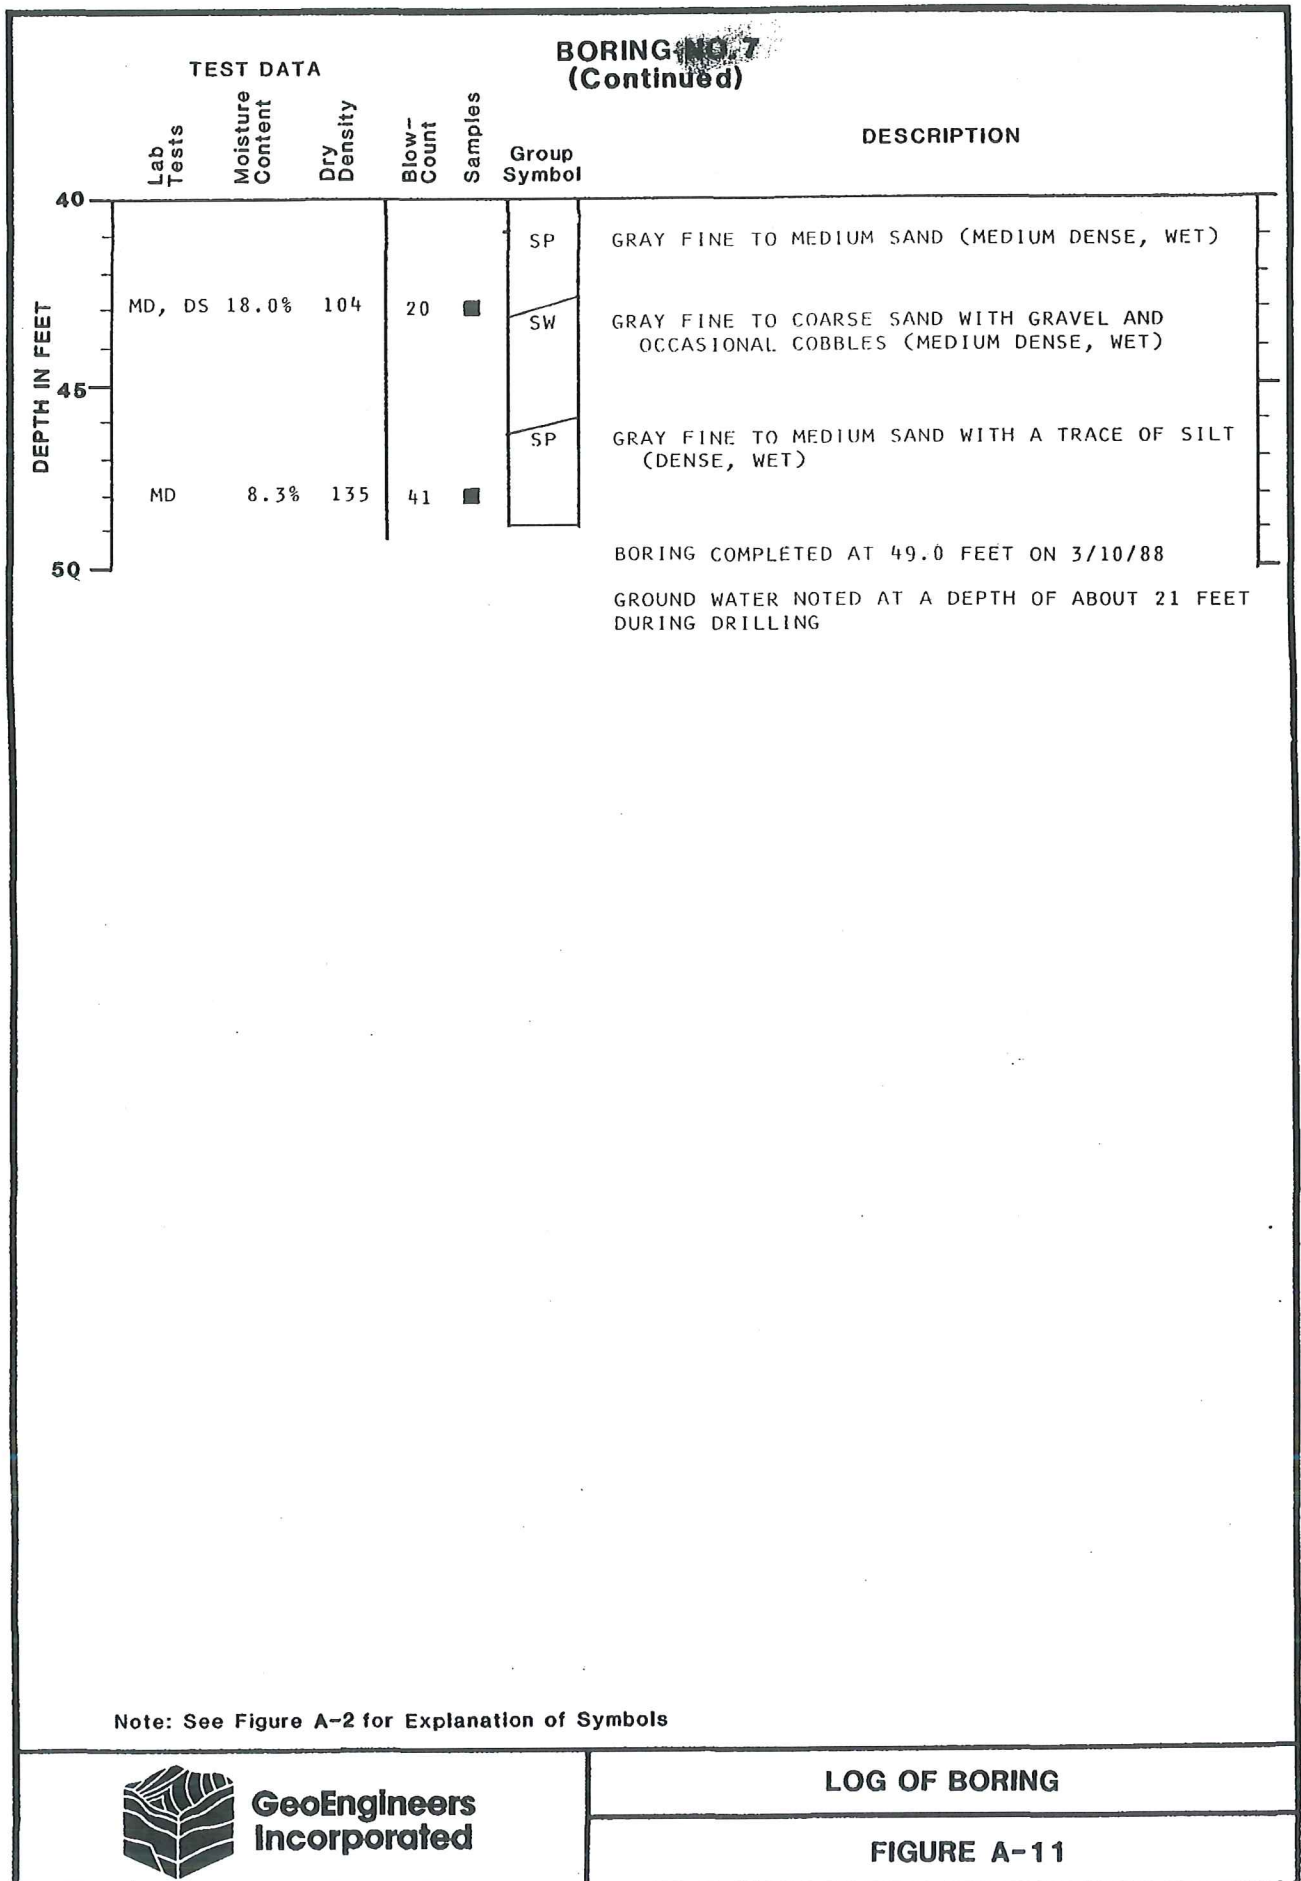 BORING NO.7
(Continued)
TEST DATA
Lab
Tests
Moisture
Content
Dry
Density
Blow-
Count
Samples
Group
Symbol
DESCRIPTION
DEPTH IN FEET
40
SP
GRAY FINE TO MEDIUM SAND (MEDIUM DENSE, WET)
MD, DS 18.0% 104 20
SW
GRAY FINE TO COARSE SAND WITH GRAVEL AND
OCCASIONAL COBBLES (MEDIUM DENSE, WET)
45
SP
GRAY FINE TO MEDIUM SAND WITH A TRACE OF SILT
(DENSE, WET)
MD 8.3% 135 41
BORING COMPLETED AT 49.0 FEET ON 3/10/88
50
GROUND WATER NOTED AT A DEPTH OF ABOUT 21 FEET
DURING DRILLING
Note: See Figure A-2 for Explanation of Symbols
GeoEngineers
Incorporated
LOG OF BORING
FIGURE A-11